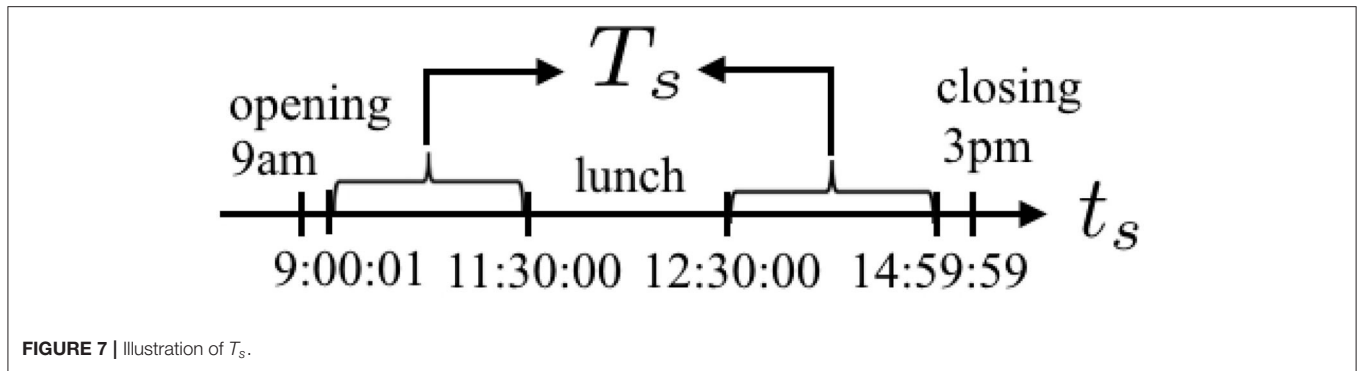 T_s
opening
9am
lunch
closing
3pm
t_s
9:00:01 11:30:00 12:30:00 14:59:59
FIGURE 7 | Illustration of T_s.